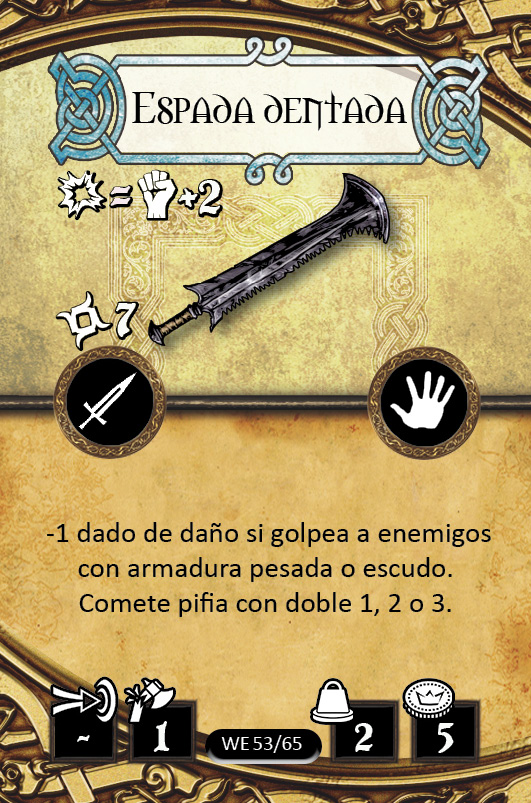 Espada dentada
= +2
7
-1 dado de daño si golpea a enemigos
con armadura pesada o escudo.
Comete pifia con doble 1, 2 o 3.
- 1 WE 53/65 2 5